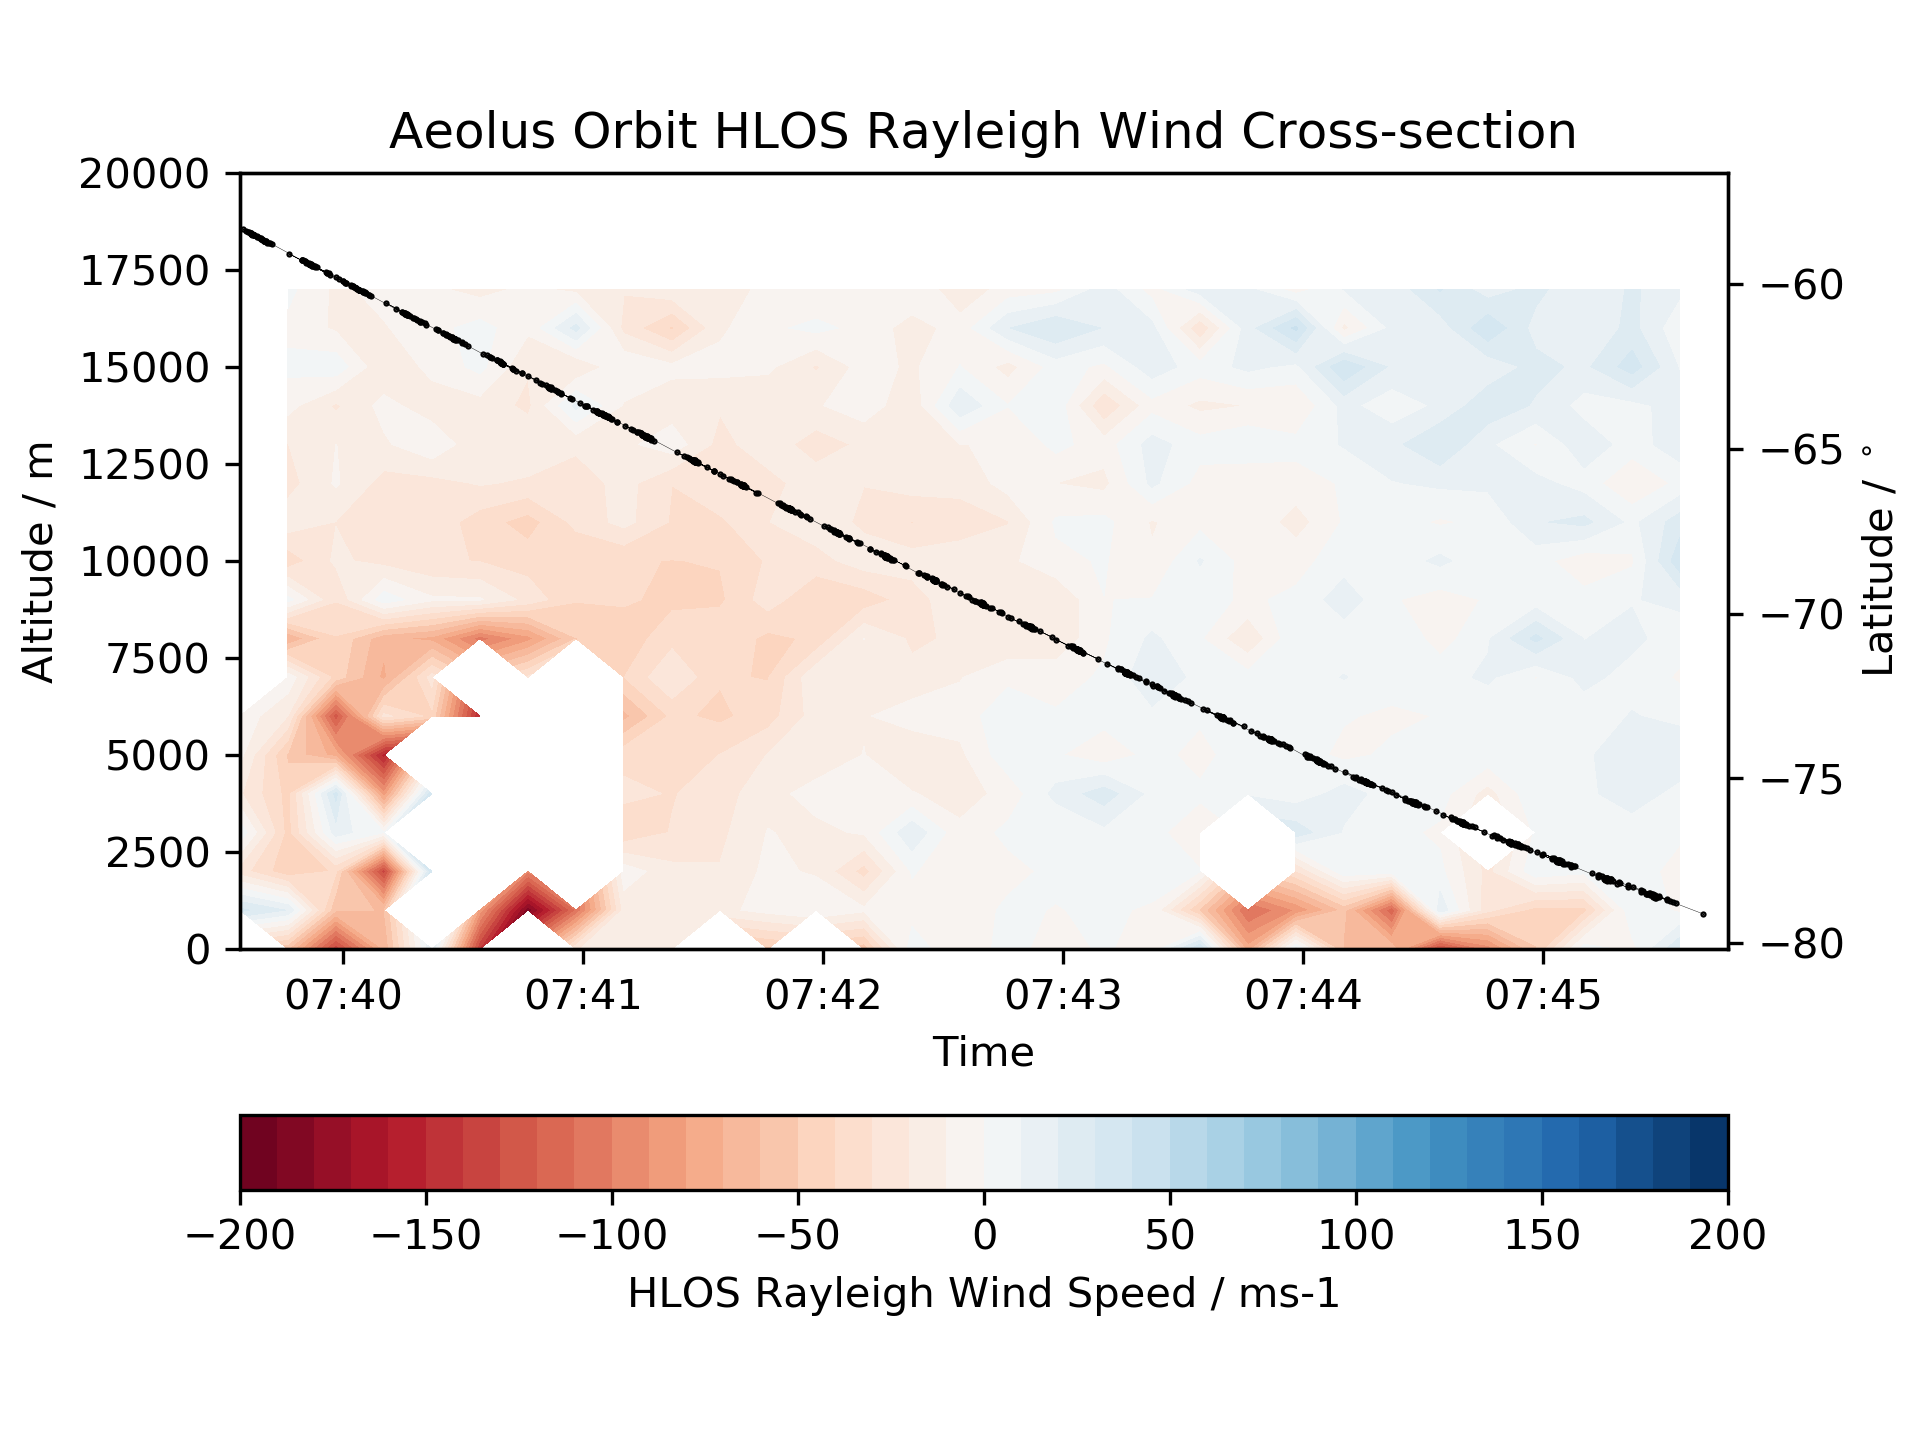 Aeolus Orbit HLOS Rayleigh Wind Cross-section
20000
17500
15000
12500
10000
7500
5000
2500
0
Altitude / m
−60
−65
−70
−75
−80
Latitude / °
07:40 07:41 07:42 07:43 07:44 07:45
Time
−200 −150 −100 −50 0 50 100 150 200
HLOS Rayleigh Wind Speed / ms-1